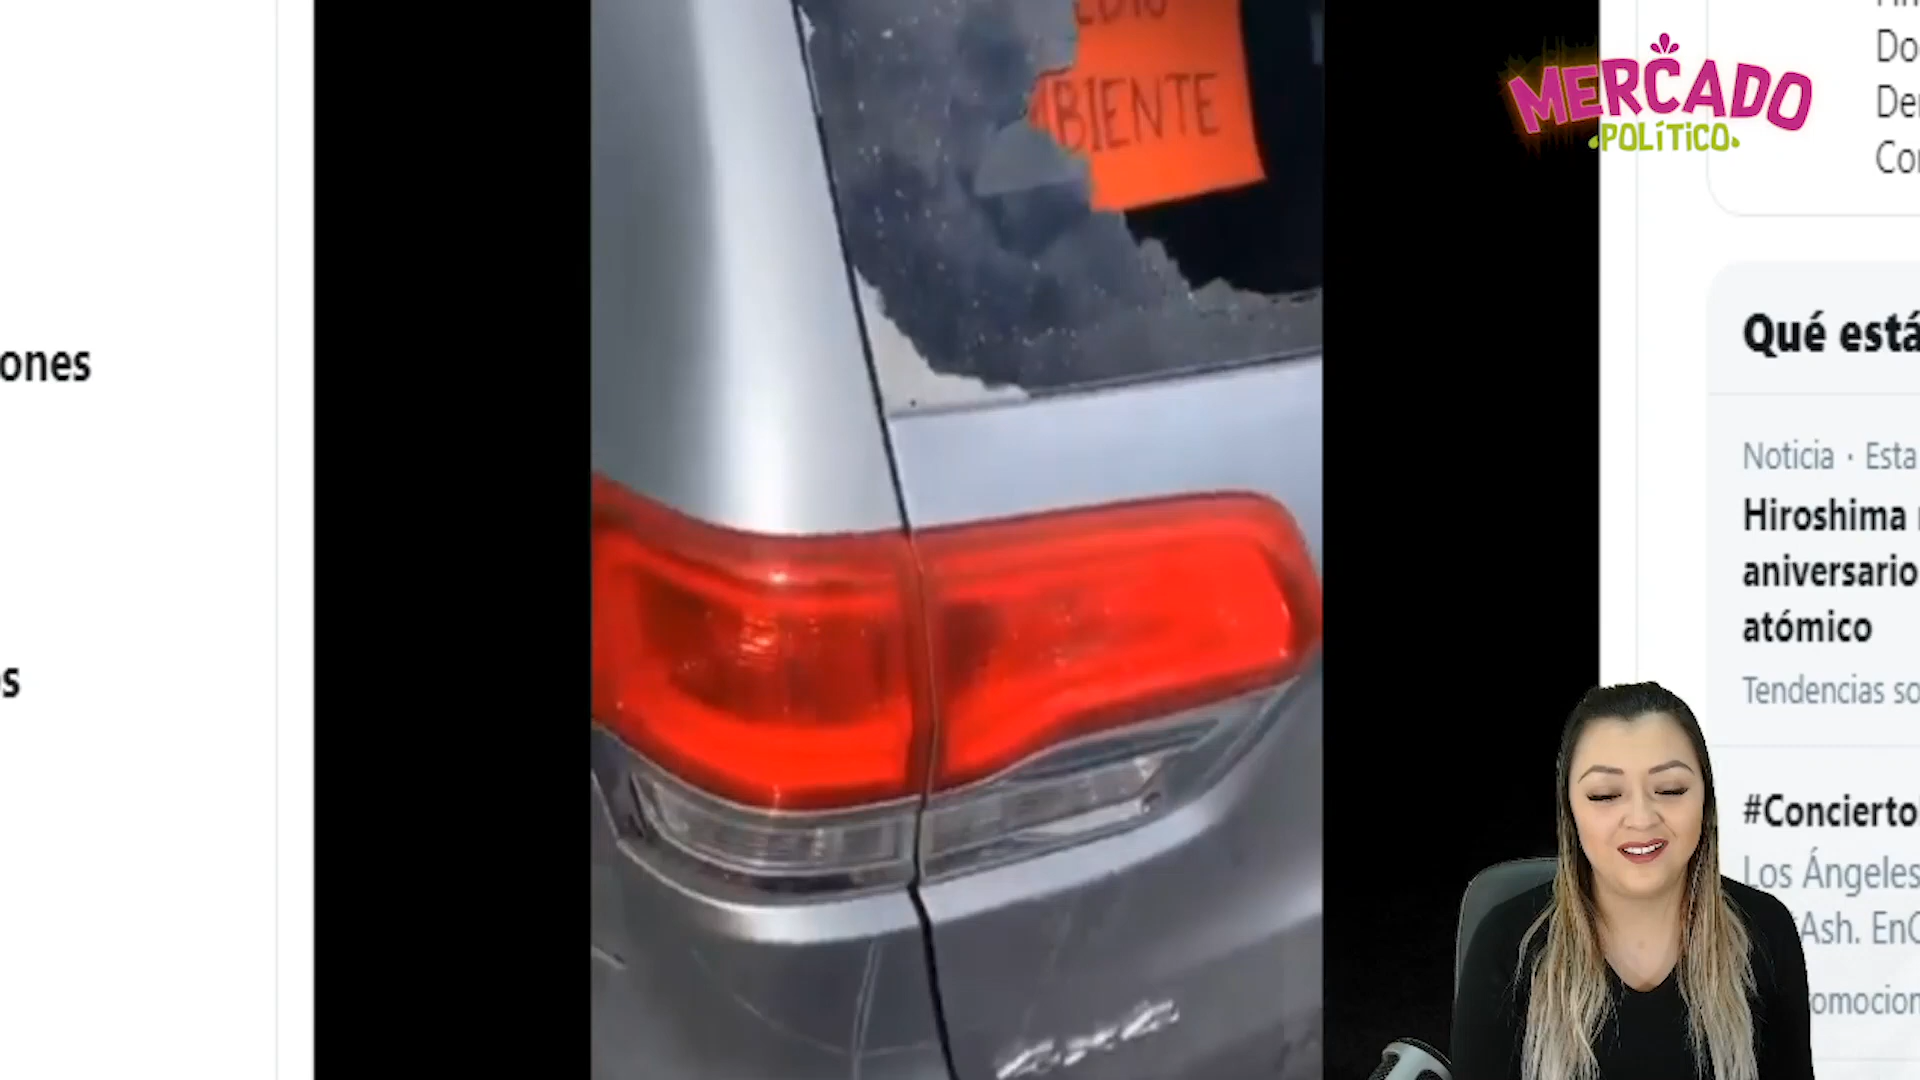 BIENTE
MERCADO
POLÍTICO
Do
De
Co
ones
s
Qué está
Noticia · Esta
Hiroshima
aniversario
atómico
Tendencias so
#Concierto
Los Ángeles
Ash. EnC
omocion
4x4